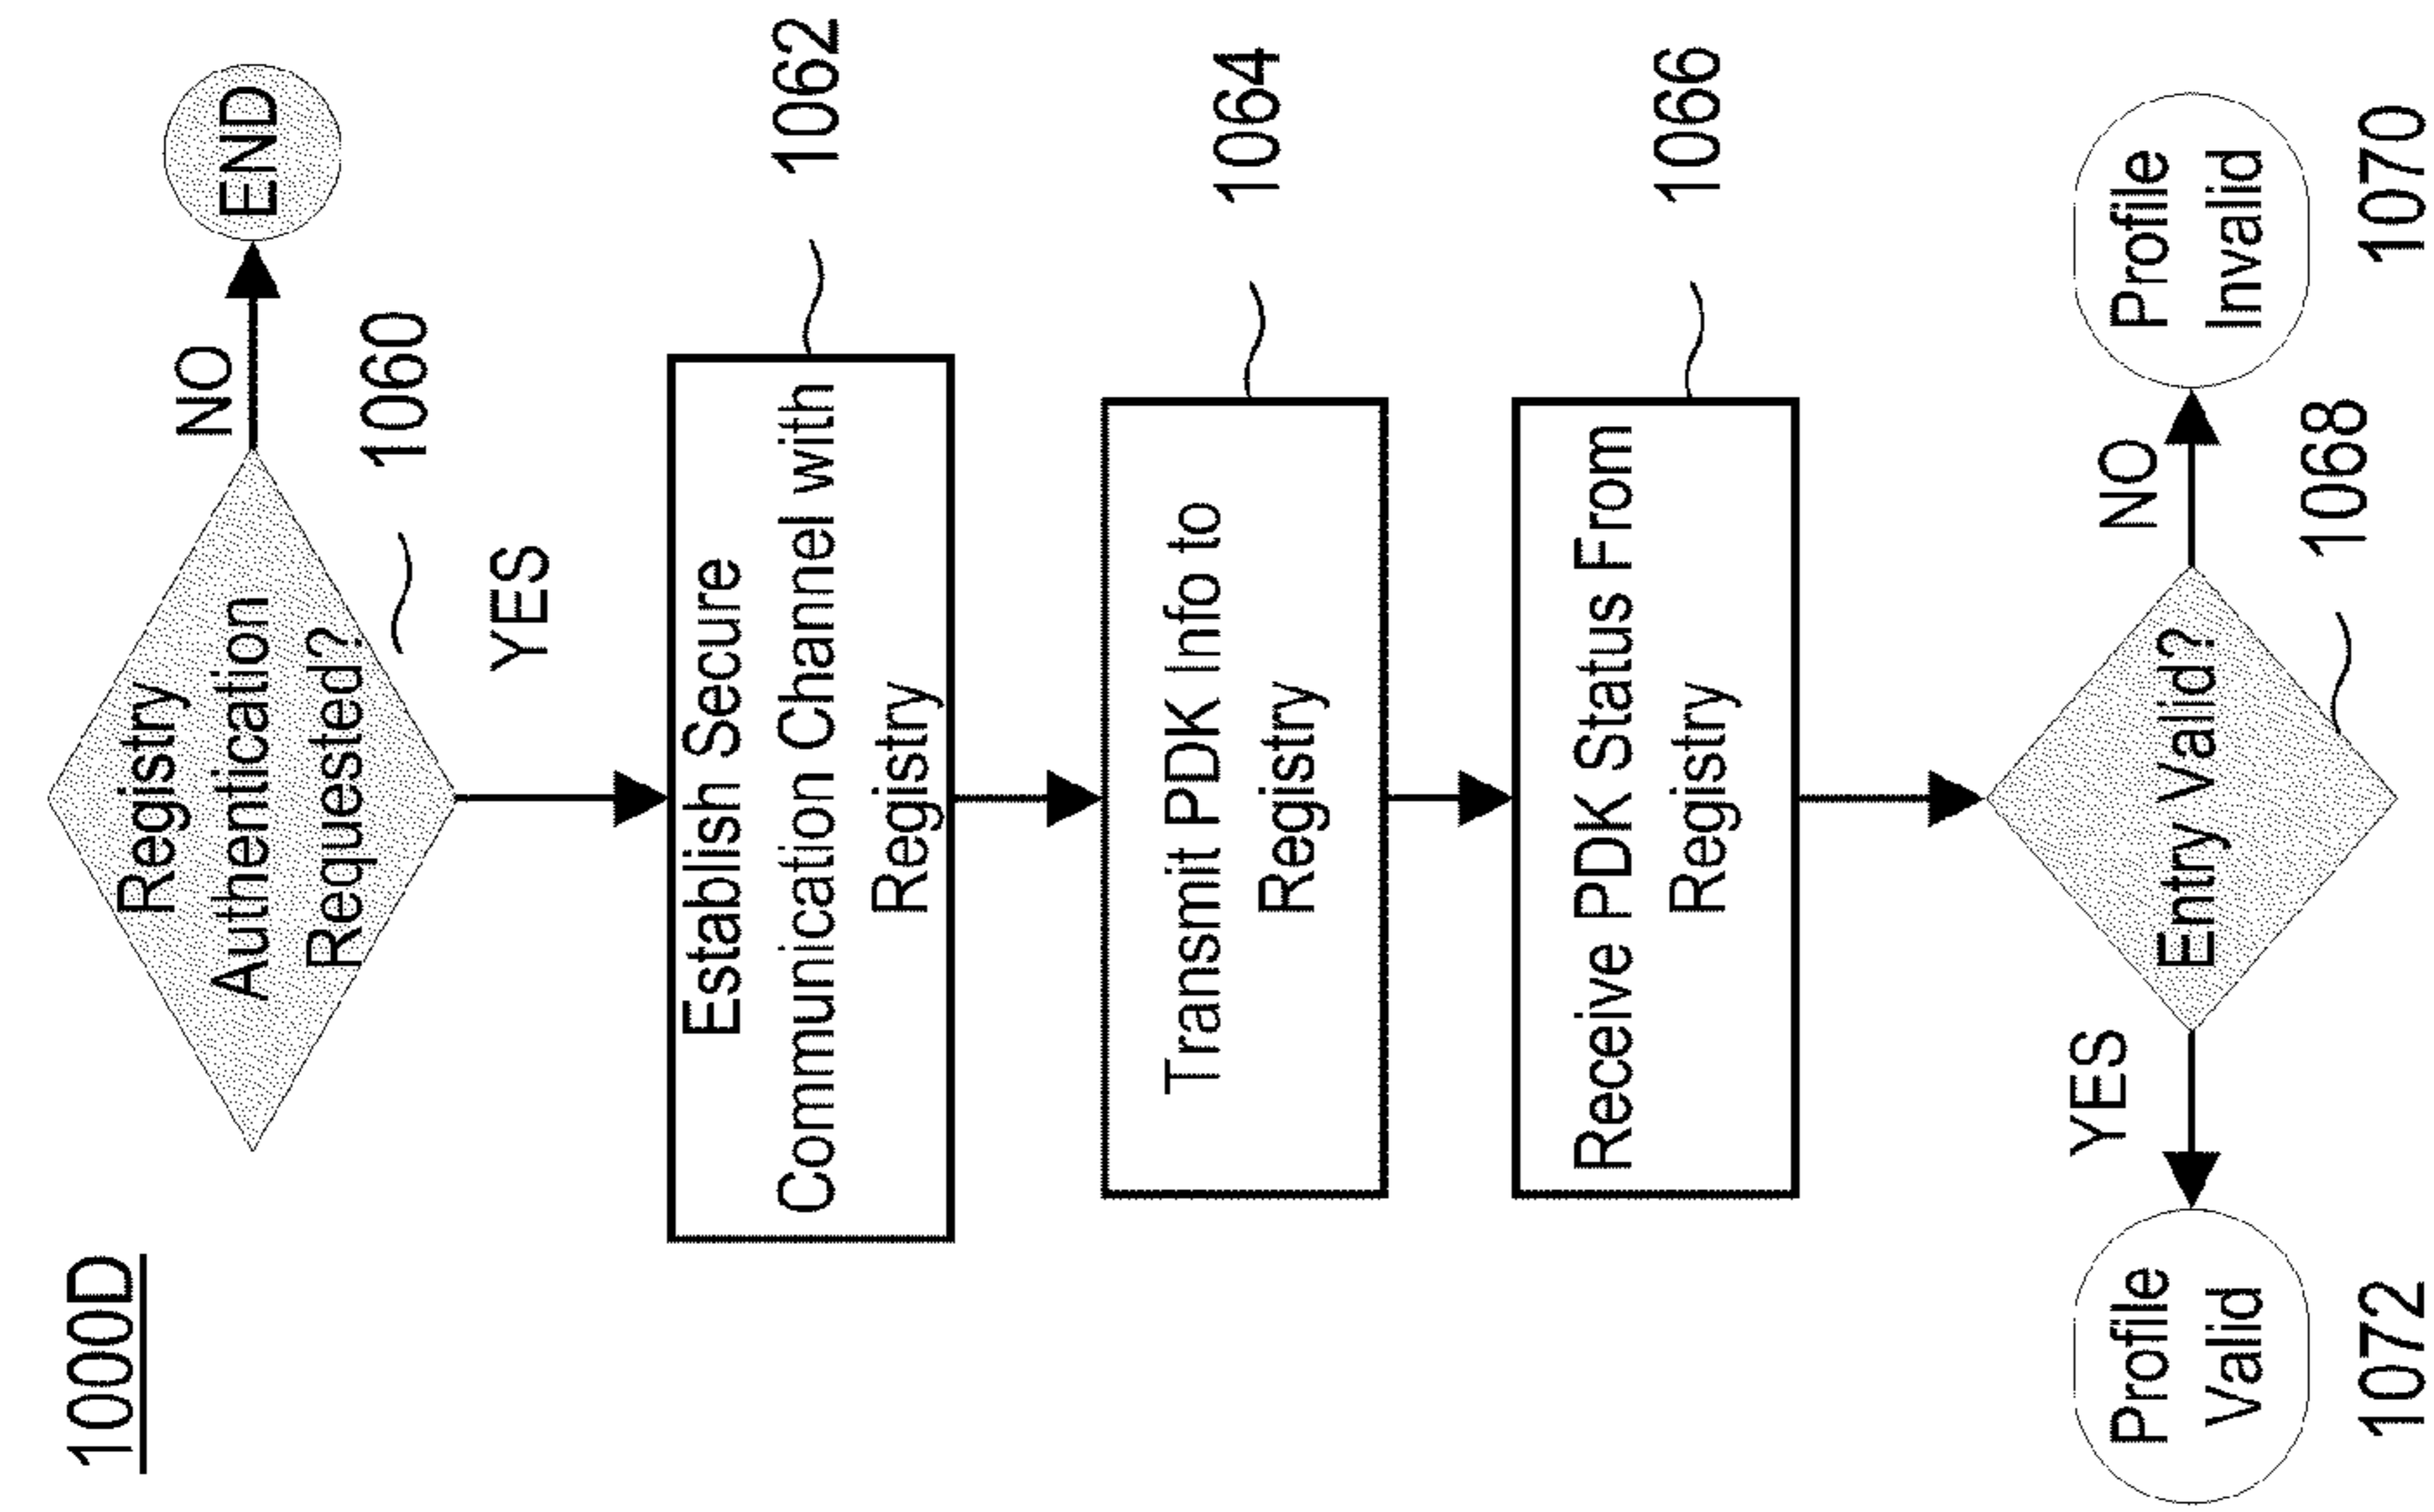 1000D
Registry
Authentication
Requested?
NO
END
1060
YES
Establish Secure
Communication Channel with
Registry
1062
Transmit PDK Info to
Registry
1064
Receive PDK Status From
Registry
1066
Entry Valid?
1068
YES
NO
Profile
Valid
1072
Profile
Invalid
1070